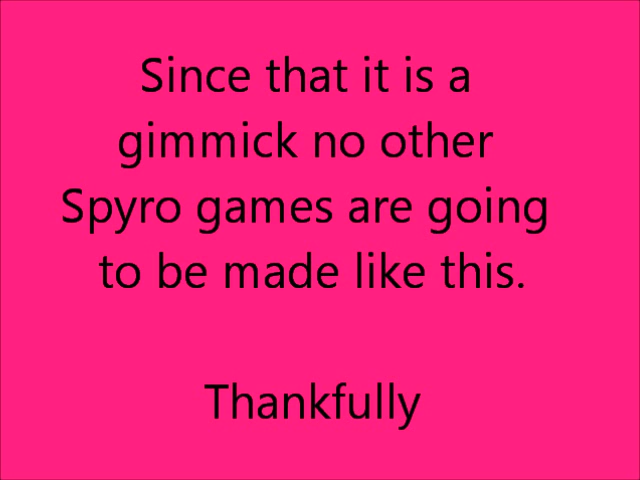 Since that it is a
gimmick no other
Spyro games are going
to be made like this.
Thankfully